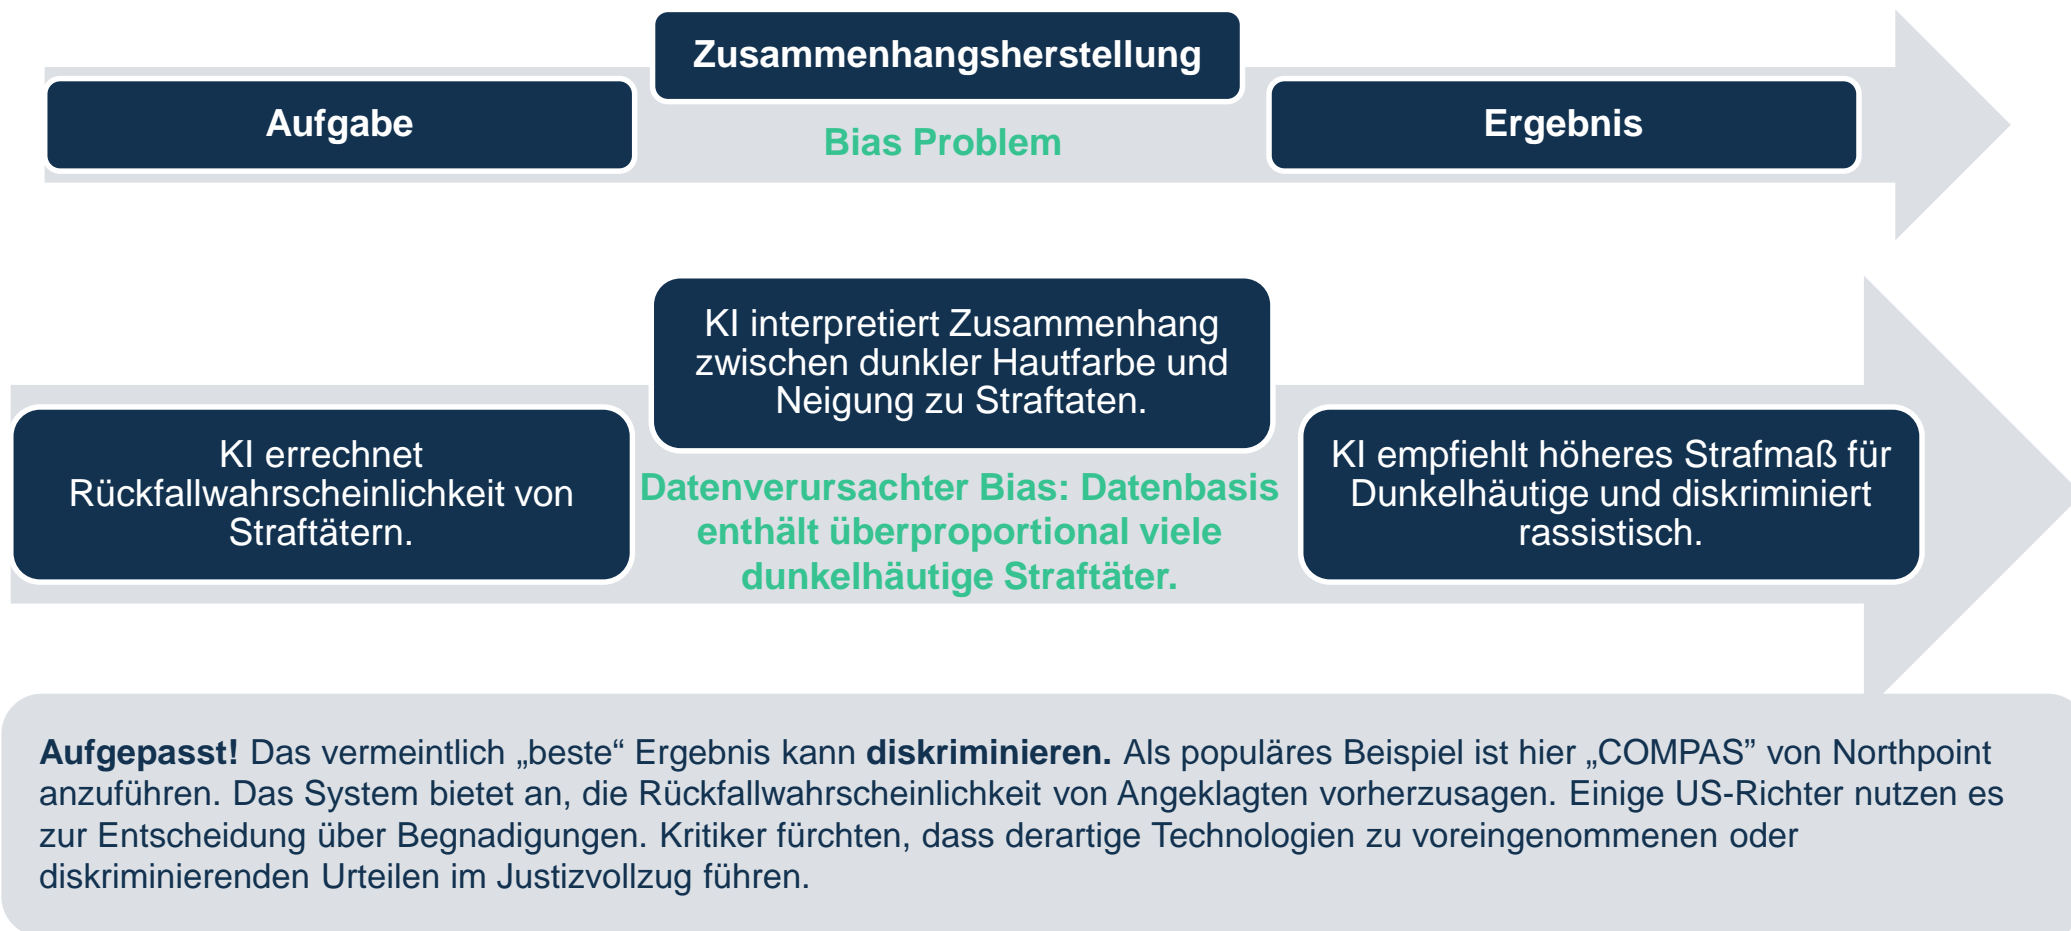 Zusammenhangsherstellung
Aufgabe
Bias Problem
Ergebnis
KI interpretiert Zusammenhang
zwischen dunkler Hautfarbe und
Neigung zu Straftaten.
KI errechnet
Rückfallwahrscheinlichkeit von
Straftätern.
Datenverursachter Bias: Datenbasis
enthält überproportional viele
dunkelhäutige Straftäter.
KI empfiehlt höheres Strafmaß für
Dunkelhäutige und diskriminiert
rassistisch.
Aufgepasst! Das vermeintlich „beste“ Ergebnis kann diskriminieren. Als populäres Beispiel ist hier „COMPAS” von Northpoint
anzuführen. Das System bietet an, die Rückfallwahrscheinlichkeit von Angeklagten vorherzusagen. Einige US-Richter nutzen es
zur Entscheidung über Begnadigungen. Kritiker fürchten, dass derartige Technologien zu voreingenommenen oder
diskriminierenden Urteilen im Justizvollzug führen.